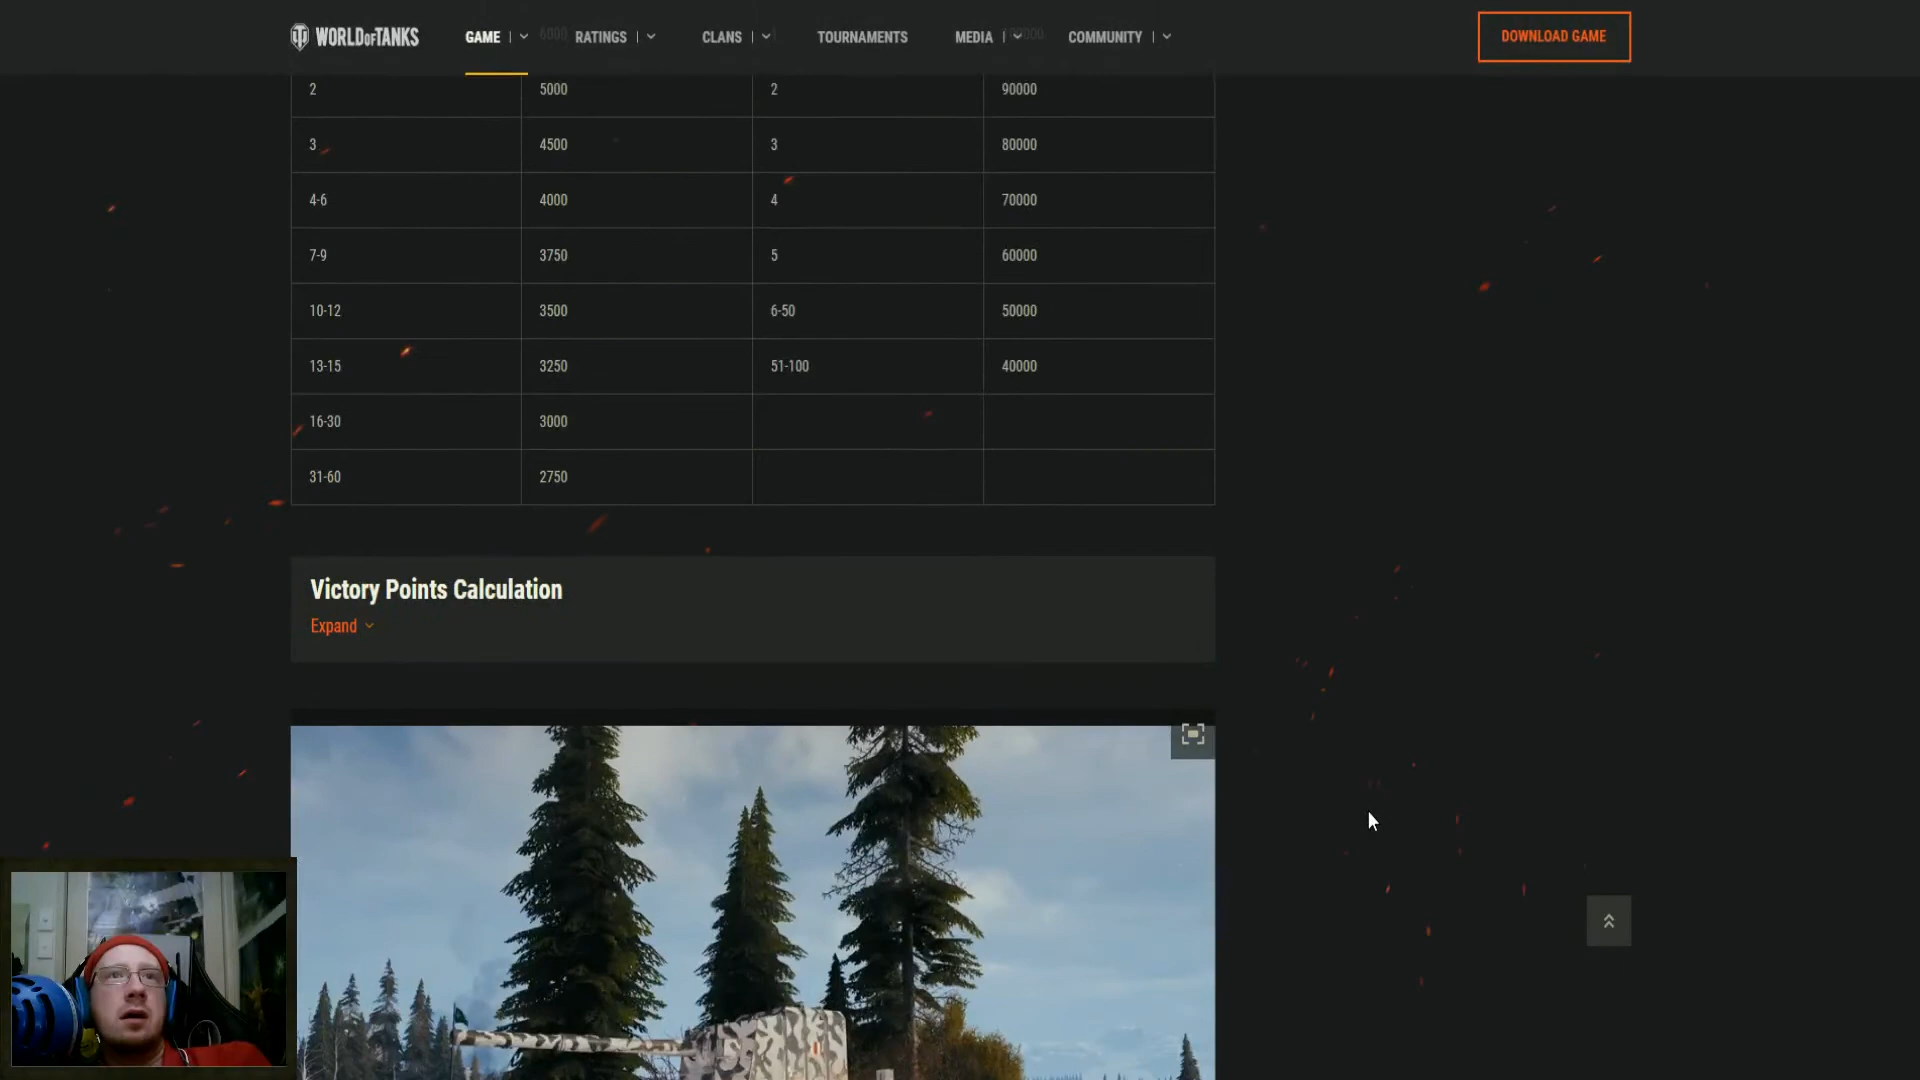 WORLD OF TANKS GAME RATINGS CLANS TOURNAMENTS MEDIA COMMUNITY DOWNLOAD GAME
2 5000 2 90000
3 4500 3 80000
4-6 4000 4 70000
7-9 3750 5 60000
10-12 3500 6-50 50000
13-15 3250 51-100 40000
16-30 3000
31-60 2750
Victory Points Calculation
Expand